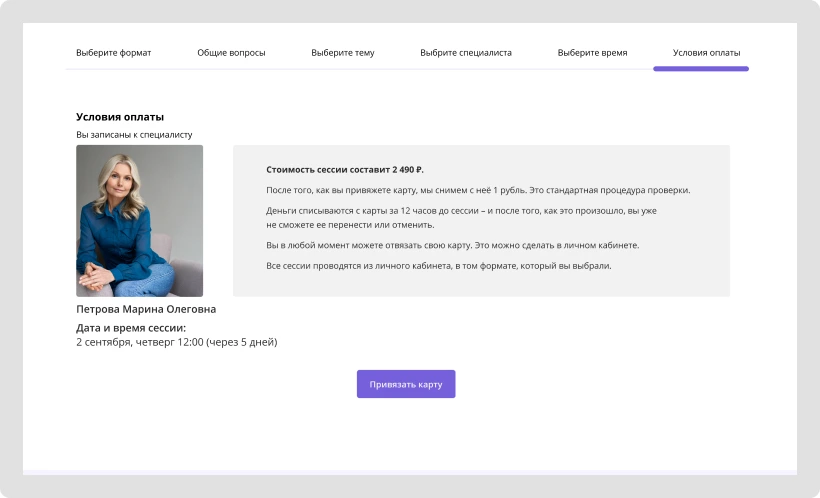 Выберите формат
Общие вопросы
Выберите тему
Выбрите специалиста
Выберите время
Условия оплаты
Условия оплаты
Вы записаны к специалисту
Стоимость сессии составит 2 490 ₽.
После того, как вы привяжете карту, мы снимем с неё 1 рубль. Это стандартная процедура проверки.
Деньги списываются с карты за 12 часов до сессии – и после того, как это произошло, вы уже
не сможете ее перенести или отменить.
Вы в любой момент можете отвязать свою карту. Это можно сделать в личном кабинете.
Все сессии проводятся из личного кабинета, в том формате, который вы выбрали.
Петрова Марина Олеговна
Дата и время сессии:
2 сентября, четверг 12:00 (через 5 дней)
Привязать карту